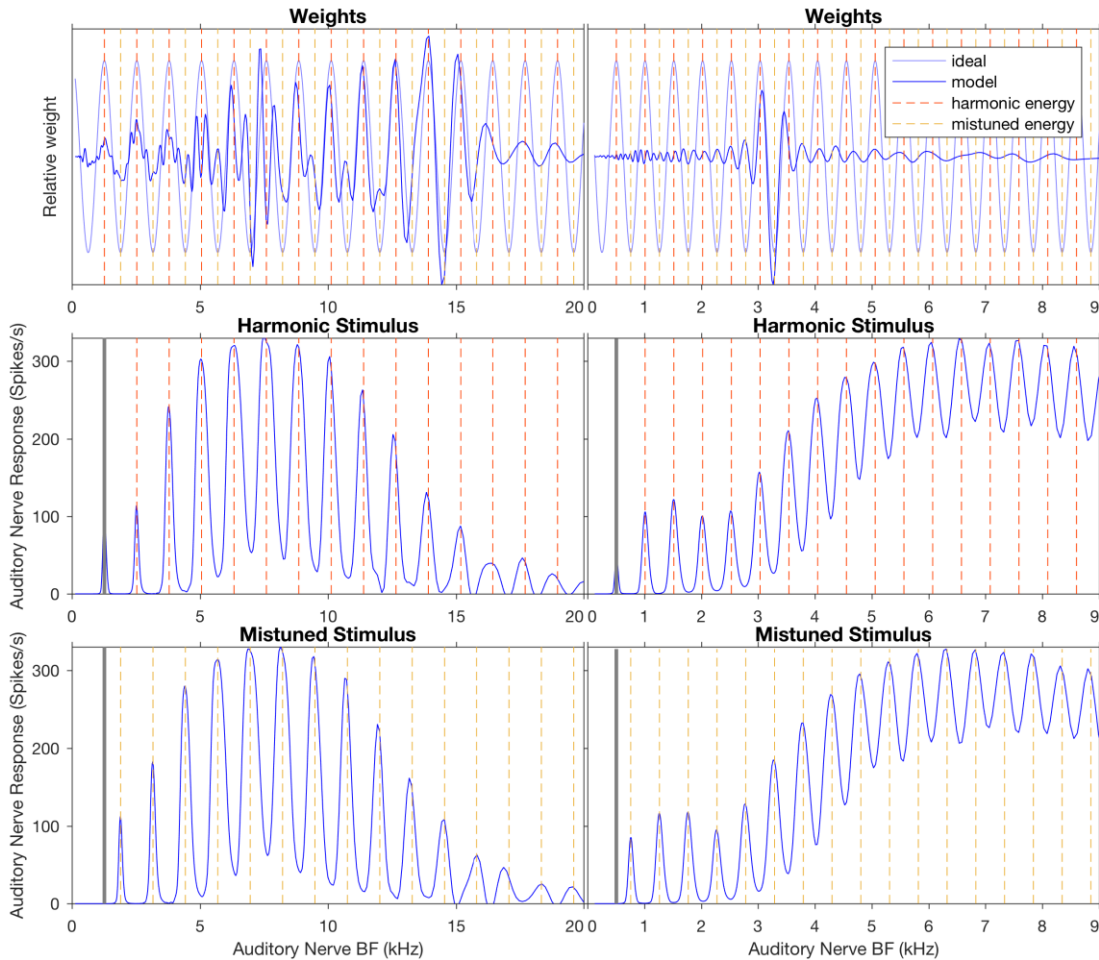 Weights
Weights
ideal
model
harmonic energy
mistuned energy
Relative weight
0 5 10 15 20
1 2 3 4 5 6 7 8 9
Harmonic Stimulus
Harmonic Stimulus
Auditory Nerve Response (Spikes/s)
300
200
100
0
0 5 10 15 20
0 1 2 3 4 5 6 7 8 9
Mistuned Stimulus
Mistuned Stimulus
Auditory Nerve Response (Spikes/s)
300
200
100
0
0 5 10 15 20
0 1 2 3 4 5 6 7 8 9
Auditory Nerve BF (kHz)
Auditory Nerve BF (kHz)